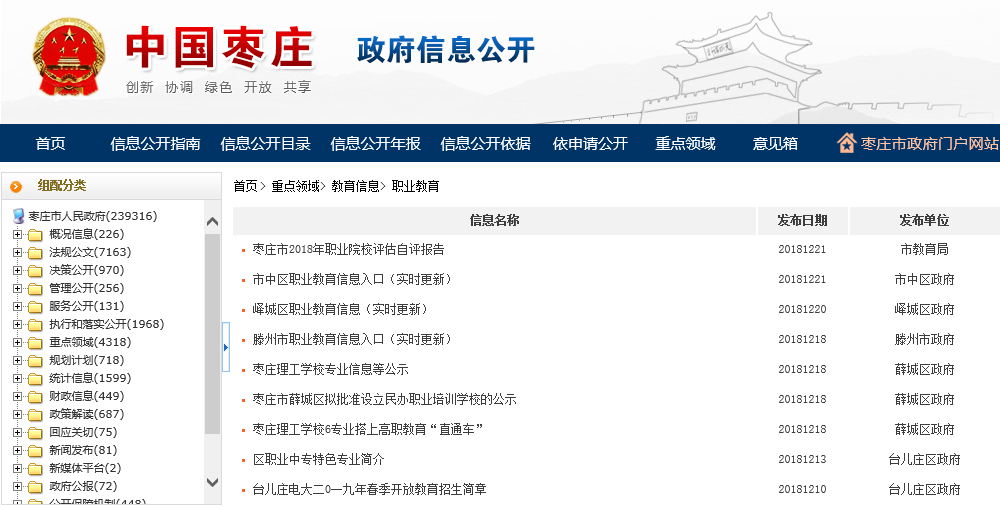 中国枣庄
创新 协调 绿色 开放 共享
政府信息公开
首页 信息公开指南 信息公开目录 信息公开年报 信息公开依据 依申请公开 重点领域 意见箱 枣庄市政府门户网站
组配分类
枣庄市人民政府(239316)
概况信息(226)
法规公文(7163)
决策公开(970)
管理公开(256)
服务公开(131)
执行和落实公开(1968)
重点领域(4318)
规划计划(718)
统计信息(1599)
财政信息(449)
政策解读(687)
回应关切(75)
新闻发布(81)
新媒体平台(2)
政府公报(72)
公开保障机制(448)
首页> 重点领域> 教育信息> 职业教育
信息名称 发布日期 发布单位
枣庄市2018年职业院校评估自评报告 20181221 市教育局
市中区职业教育信息入口（实时更新） 20181221 市中区政府
峄城区职业教育信息（实时更新） 20181220 峄城区政府
滕州市职业教育信息入口（实时更新） 20181218 滕州市政府
枣庄理工学校专业信息等公示 20181218 薛城区政府
枣庄市薛城区拟批准设立民办职业培训学校的公示 20181218 薛城区政府
枣庄理工学校6专业搭上高职教育“直通车” 20181218 薛城区政府
区职业中专特色专业简介 20181213 台儿庄区政府
台儿庄电大二0一九年春季开放教育招生简章 20181210 台儿庄区政府